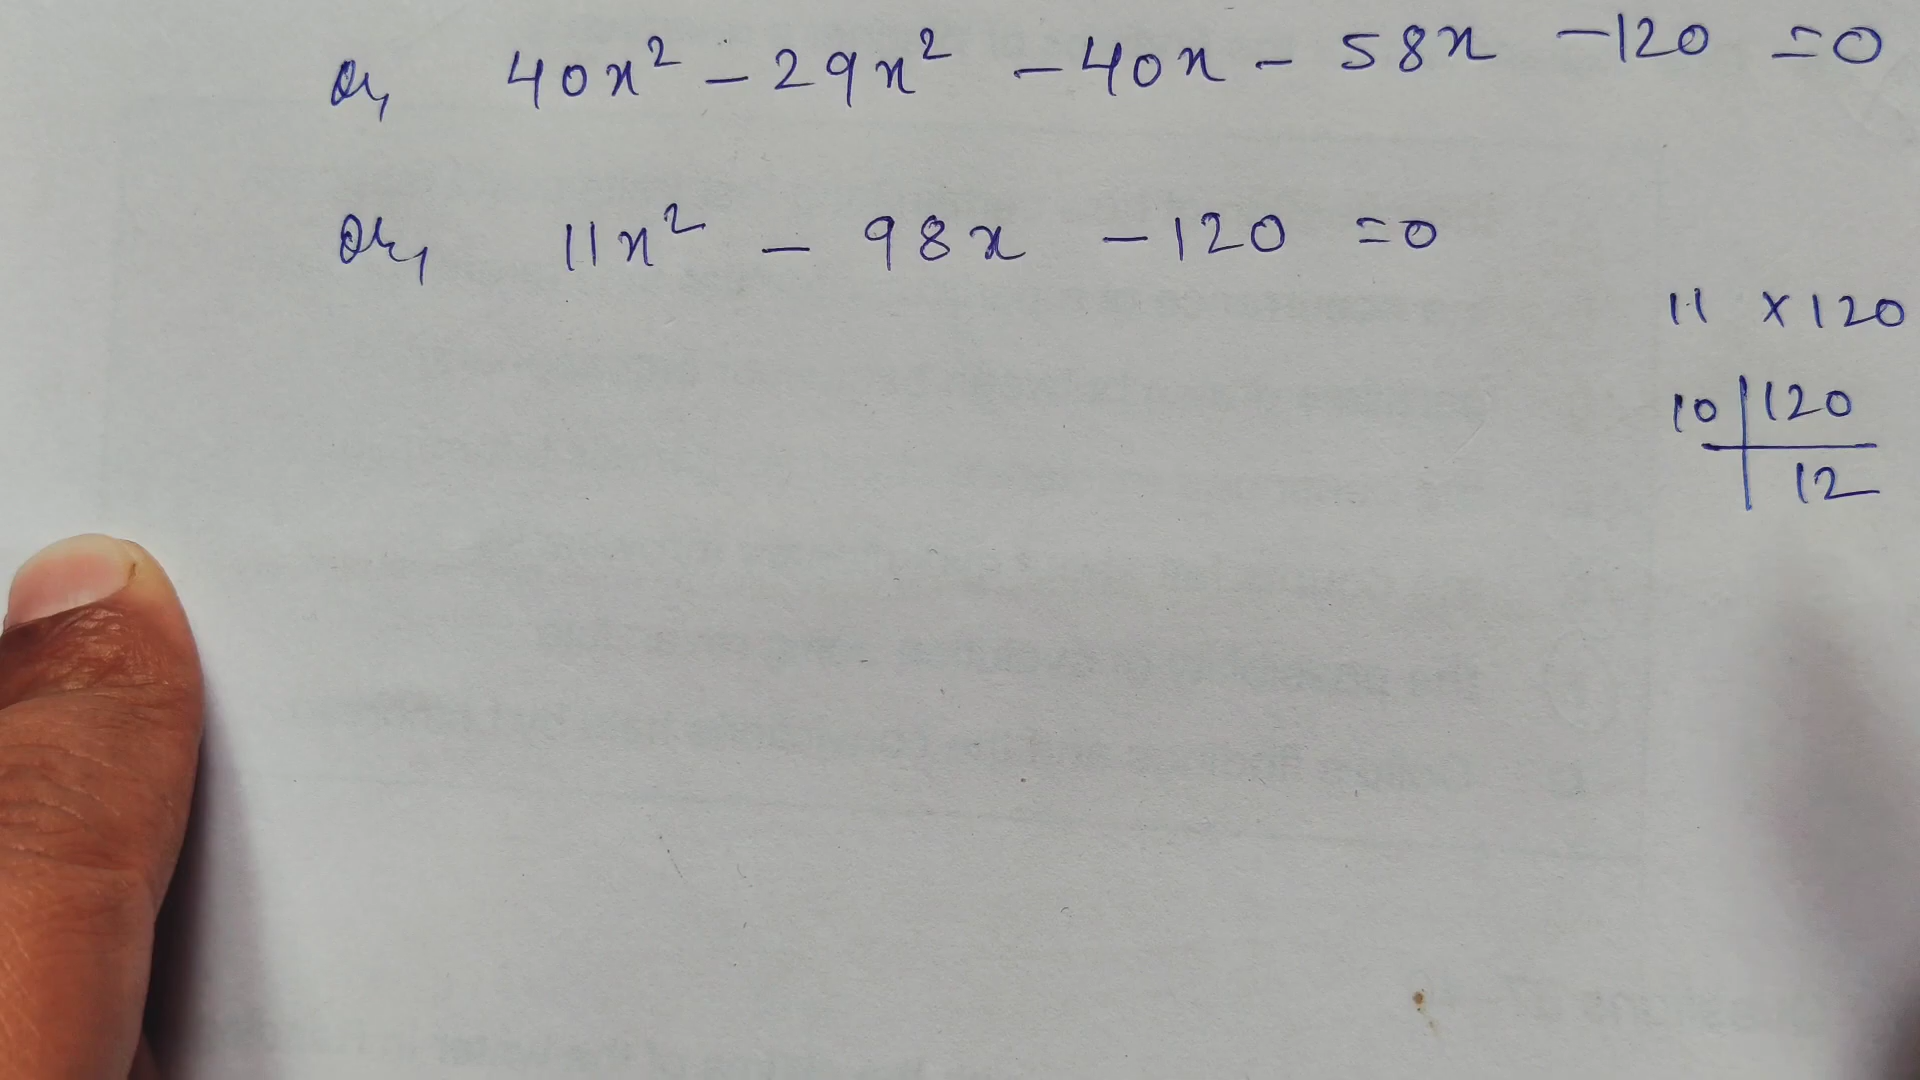 or, 40x² - 29x² - 40x - 58x - 120 = 0
or, 11x² - 98x - 120 = 0
11 × 120
10 | 120
12